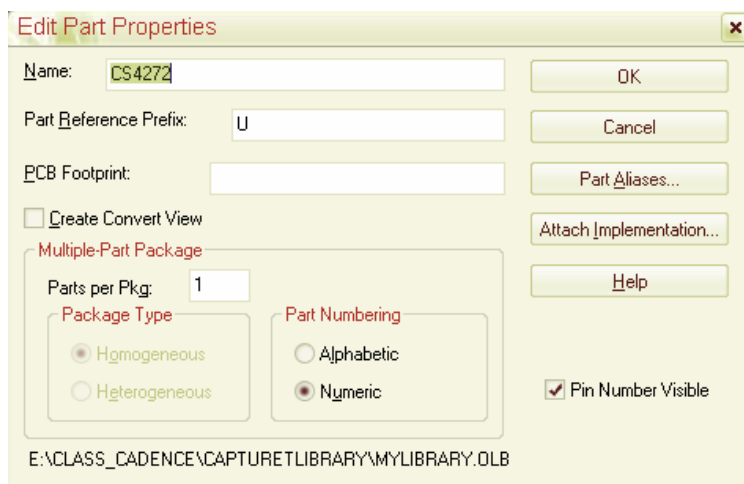 Edit Part Properties
Name: CS4272
OK
Part Reference Prefix: U
Cancel
PCB Footprint:
Part Aliases...
Create Convert View
Attach Implementation...
Multiple-Part Package
Parts per Pkg: 1
Help
Package Type
Part Numbering
Homogeneous
Alphabetic
Heterogeneous
Numeric
Pin Number Visible
E:\CLASS_CADENCE\CAPTURETLIBRARY\MYLIBRARY.OLB